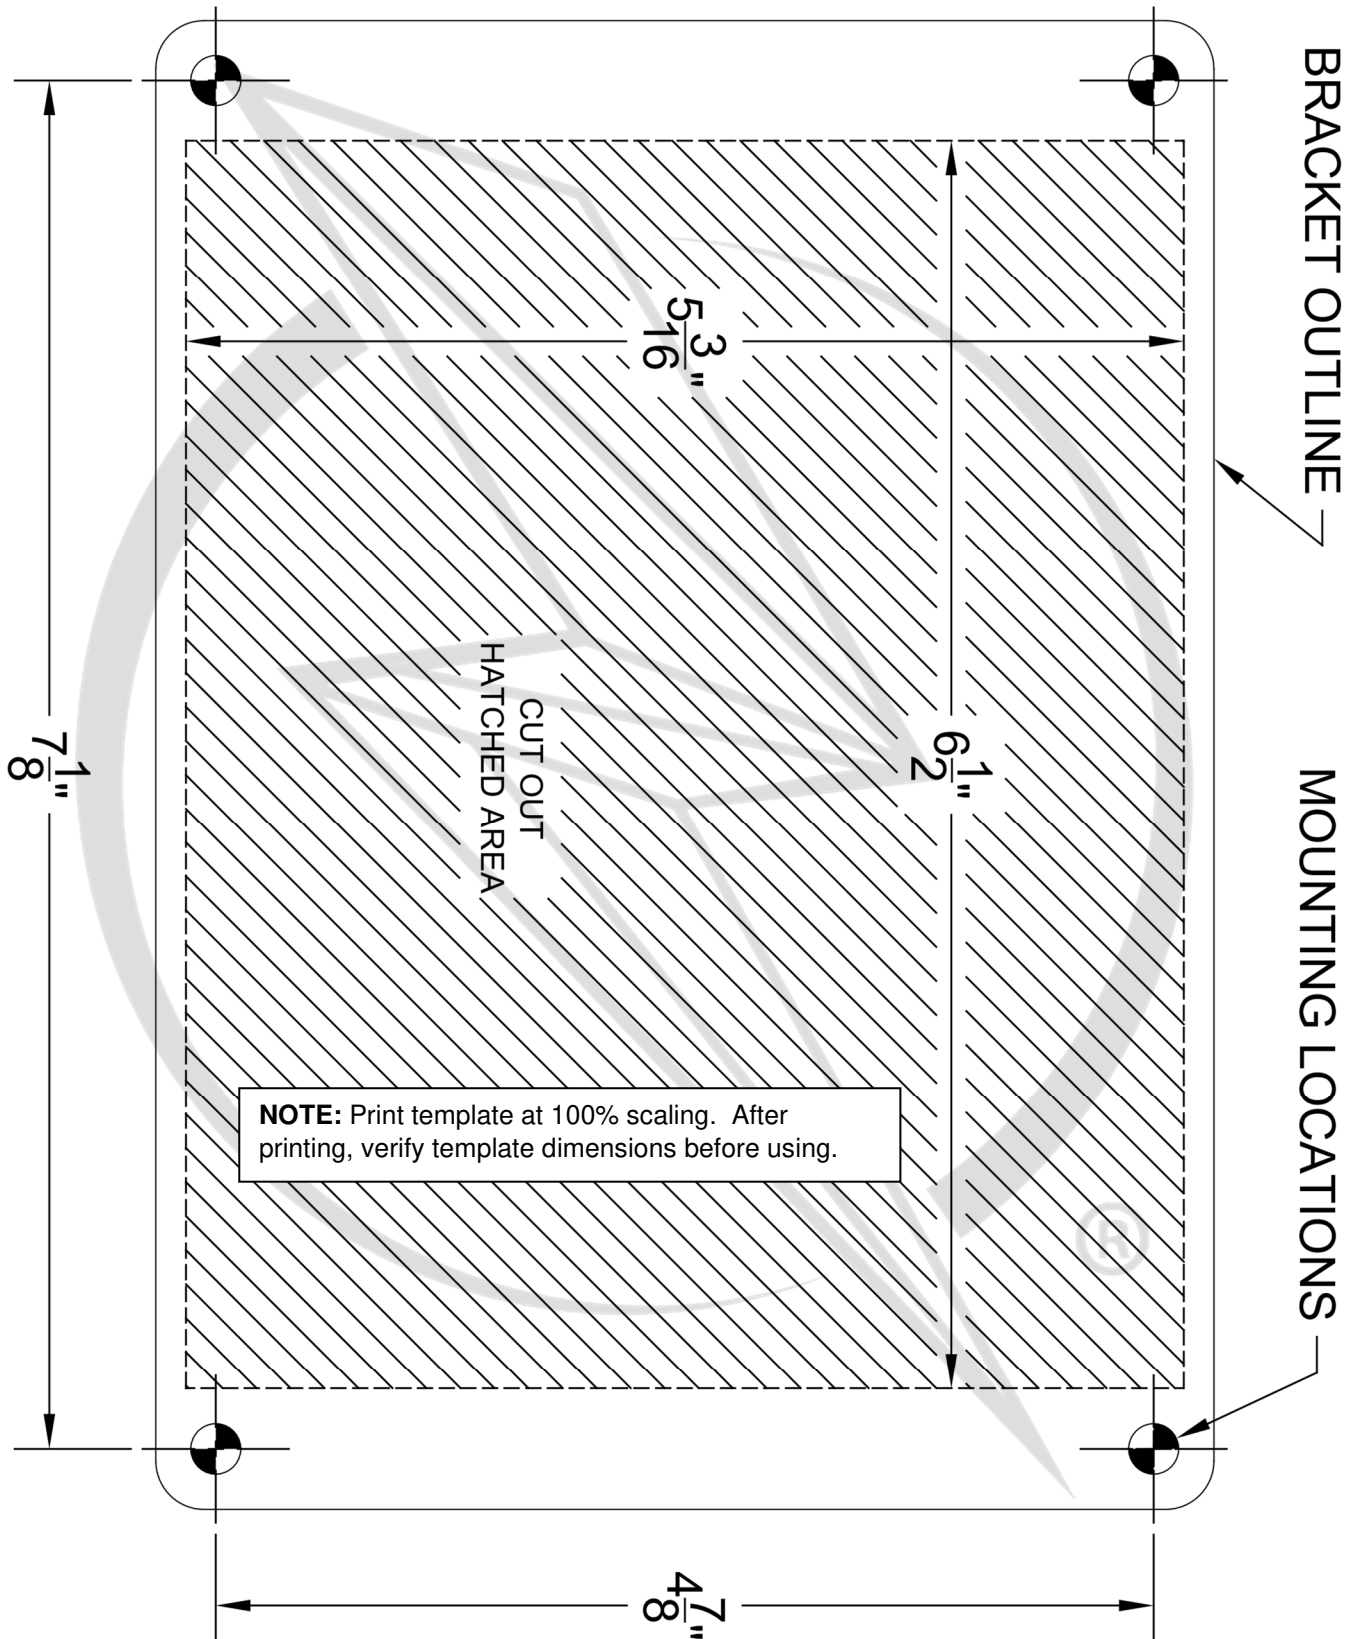 BRACKET OUTLINE
MOUNTING LOCATIONS
5 3/16"
6 1/2"
CUT OUT
HATCHED AREA
7 1/8"
NOTE: Print template at 100% scaling.  After
printing, verify template dimensions before using.
®
4 7/8"